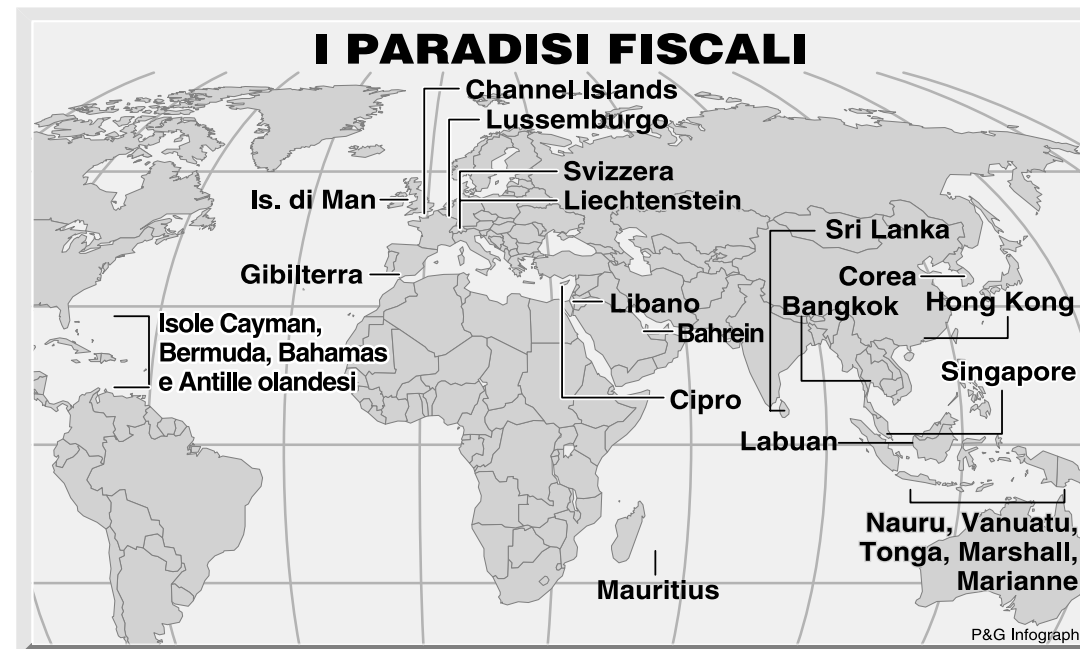 I PARADISI FISCALI
Channel Islands
Lussemburgo
Svizzera
Is. di Man
Liechtenstein
Sri Lanka
Gibilterra
Corea
Libano
Bangkok
Hong Kong
Isole Cayman,
Bermuda, Bahamas
e Antille olandesi
Bahrein
Singapore
Cipro
Labuan
Nauru, Vanuatu,
Tonga, Marshall,
Marianne
Mauritius
P&G Infograph